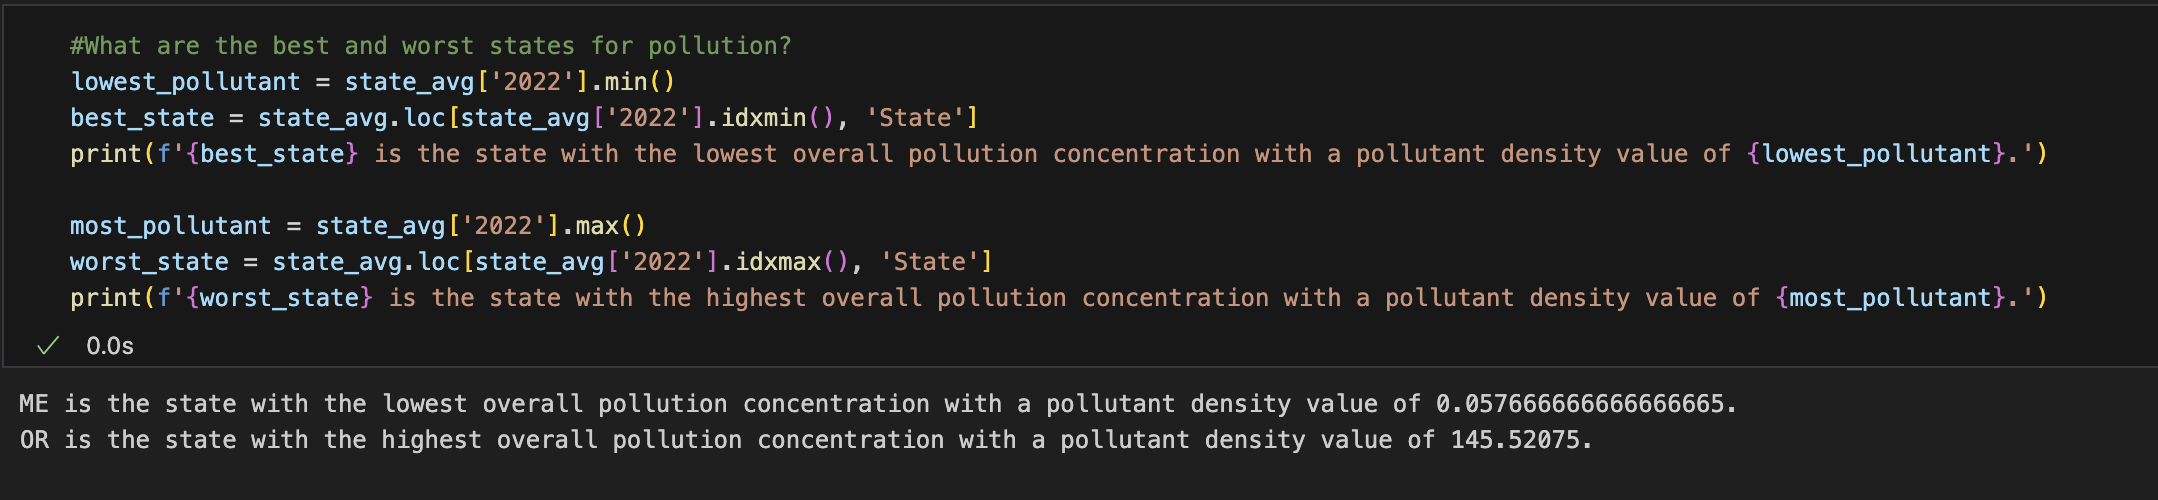 #What are the best and worst states for pollution?
lowest_pollutant = state_avg['2022'].min()
best_state = state_avg.loc[state_avg['2022'].idxmin(), 'State']
print(f'{best_state} is the state with the lowest overall pollution concentration with a pollutant density value of {lowest_pollutant}.')
most_pollutant = state_avg['2022'].max()
worst_state = state_avg.loc[state_avg['2022'].idxmax(), 'State']
print(f'{worst_state} is the state with the highest overall pollution concentration with a pollutant density value of {most_pollutant}.')
0.0s
ME is the state with the lowest overall pollution concentration with a pollutant density value of 0.057666666666666665.
OR is the state with the highest overall pollution concentration with a pollutant density value of 145.52075.